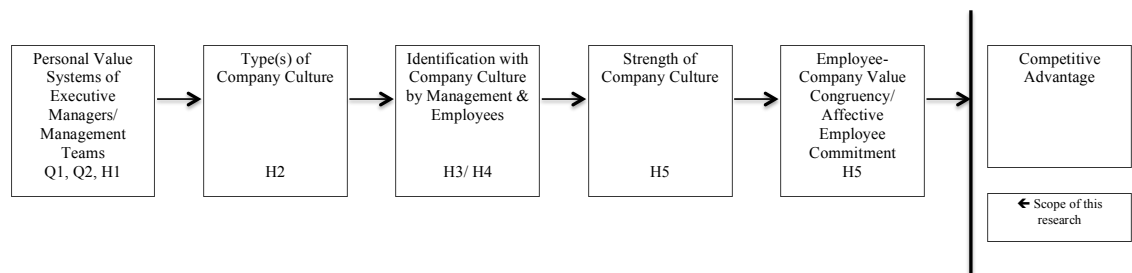 Personal Value
Systems of
Executive
Managers/
Management
Teams
Q1, Q2, H1
Type(s) of
Company Culture
H2
Identification with
Company Culture
by Management &
Employees
H3/ H4
Strength of
Company Culture
H5
Employee-
Company Value
Congruency/
Affective
Employee
Commitment
H5
Competitive
Advantage
← Scope of this
research